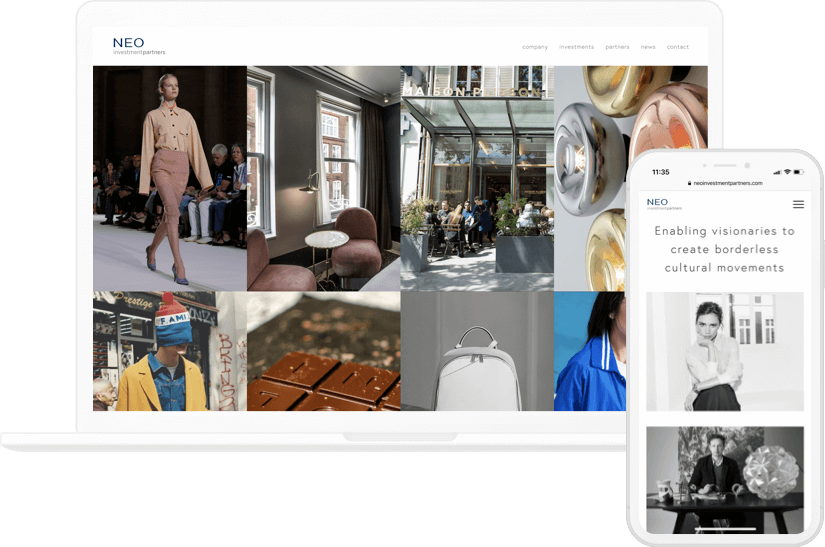 NEO
investmentpartners
company investments partners news contact
MAISON
Prestige
FAMI
11:35
neoinvestmentpartners.com
NEO
investmentpartners
Enabling visionaries to
create borderless
cultural movements